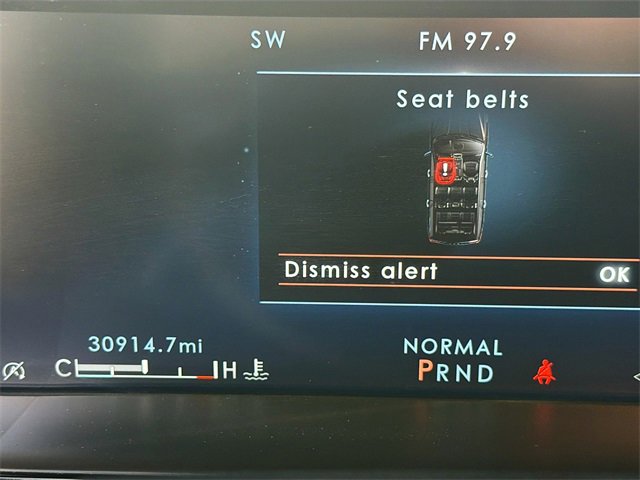 SW FM 97.9
Seat belts
Dismiss alert OK
30914.7mi NORMAL
C H PRND